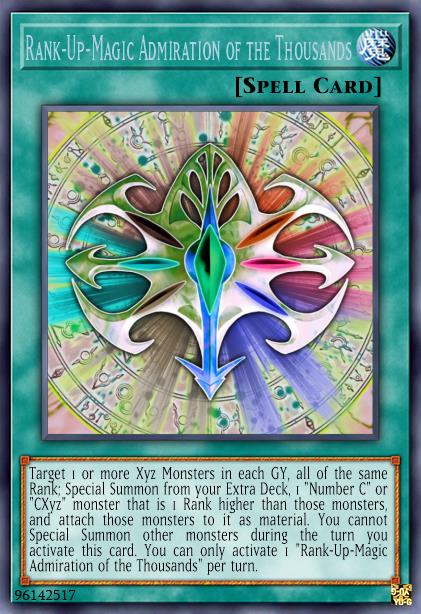 Rank-Up-Magic Admiration of the Thousands 魔
[Spell Card]
Target 1 or more Xyz Monsters in each GY, all of the same
Rank; Special Summon from your Extra Deck, 1 "Number C" or
"CXyz" monster that is 1 Rank higher than those monsters,
and attach those monsters to it as material. You cannot
Special Summon other monsters during the turn you
activate this card. You can only activate 1 "Rank-Up-Magic
Admiration of the Thousands" per turn.
96142517